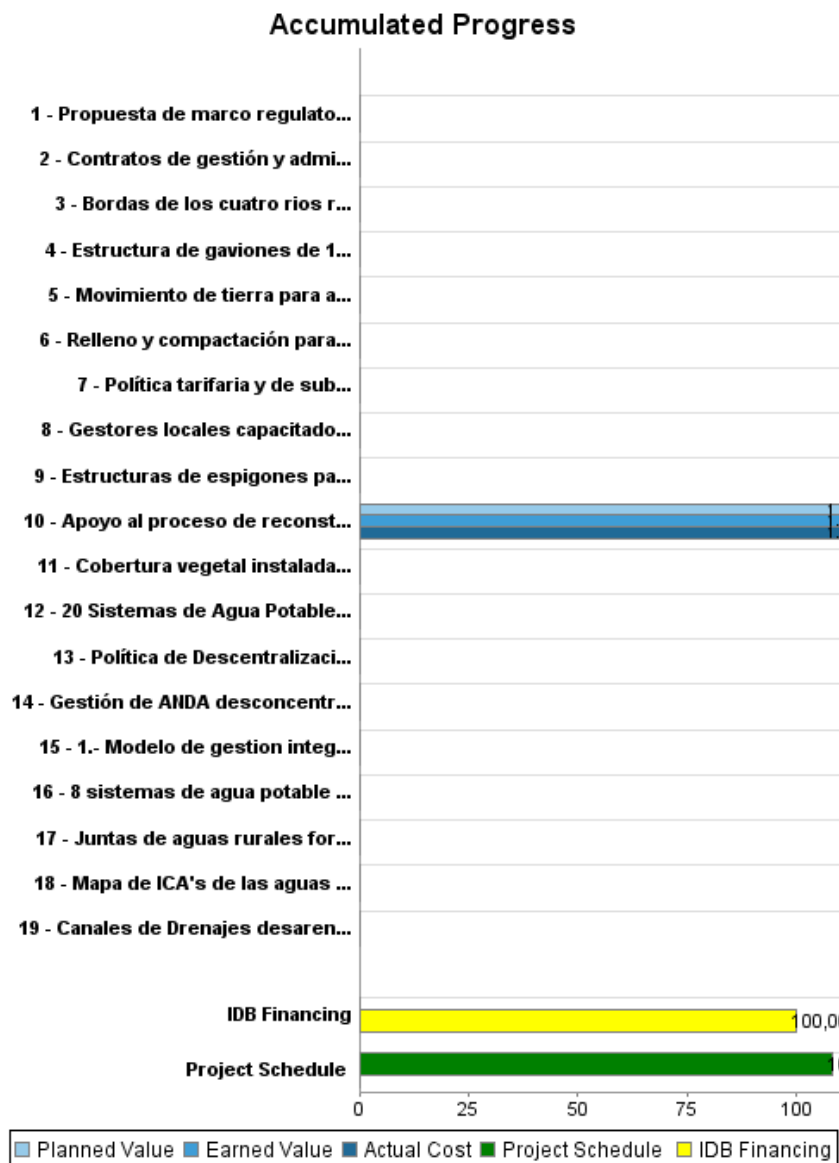 Accumulated Progress
1 - Propuesta de marco regulato...
2 - Contratos de gestión y admi...
3 - Bordas de los cuatro rios r...
4 - Estructura de gaviones de 1...
5 - Movimiento de tierra para a...
6 - Relleno y compactación para...
7 - Política tarifaria y de sub...
8 - Gestores locales capacitado...
9 - Estructuras de espigones pa...
10 - Apoyo al proceso de reconst...
11 - Cobertura vegetal instalada...
12 - 20 Sistemas de Agua Potable...
13 - Política de Descentralizaci...
14 - Gestión de ANDA desconcentr...
15 - 1.- Modelo de gestion integ...
16 - 8 sistemas de agua potable ...
17 - Juntas de aguas rurales for...
18 - Mapa de ICA's de las aguas ...
19 - Canales de Drenajes desaren...
IDB Financing 100,0
Project Schedule
0 25 50 75 100
Planned Value Earned Value Actual Cost Project Schedule IDB Financing